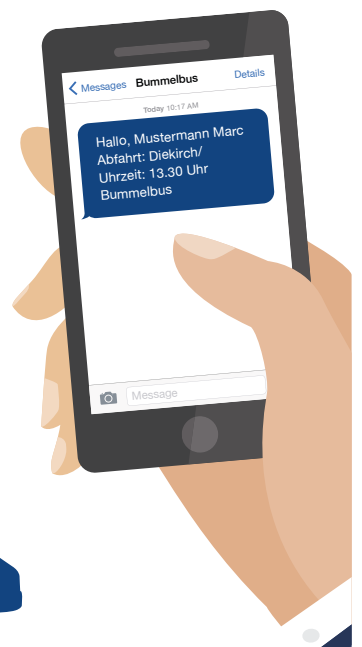 Messages Bummelbus Details
Today 10:17 AM
Hallo, Mustermann Marc
Abfahrt: Diekirch/
Uhrzeit: 13.30 Uhr
Bummelbus
Message